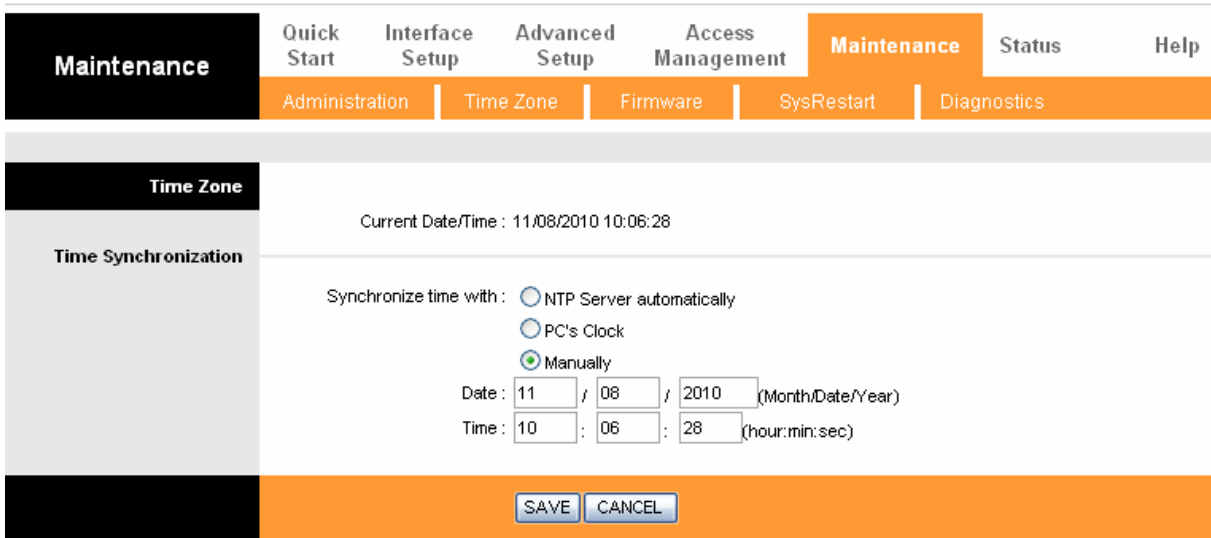 Maintenance
Quick Start
Interface Setup
Advanced Setup
Access Management
Maintenance
Status
Help
Administration
Time Zone
Firmware
SysRestart
Diagnostics
Time Zone
Current Date/Time : 11/08/2010 10:06:28
Time Synchronization
Synchronize time with : NTP Server automatically
PC's Clock
Manually
Date : 11 / 08 / 2010 (Month/Date/Year)
Time : 10 : 06 : 28 (hour:min:sec)
SAVE CANCEL